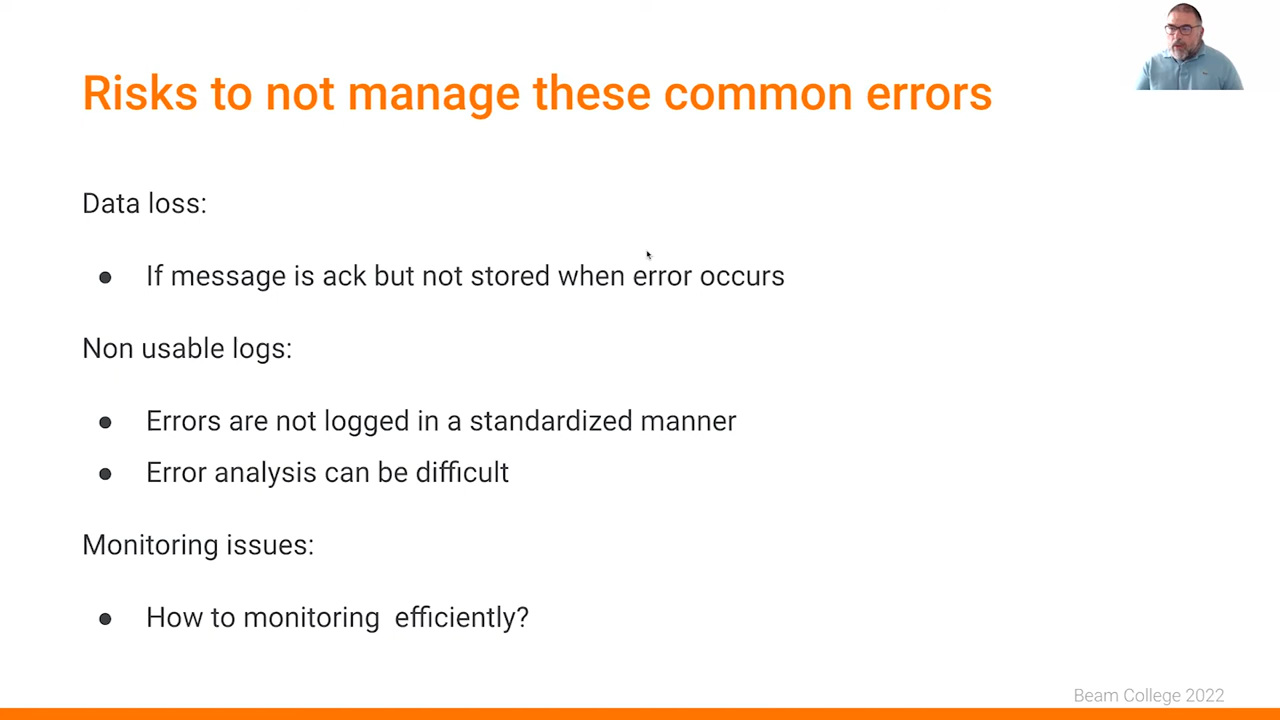 Risks to not manage these common errors
Data loss:
● If message is ack but not stored when error occurs
Non usable logs:
● Errors are not logged in a standardized manner
● Error analysis can be difficult
Monitoring issues:
● How to monitoring  efficiently?
Beam College 2022